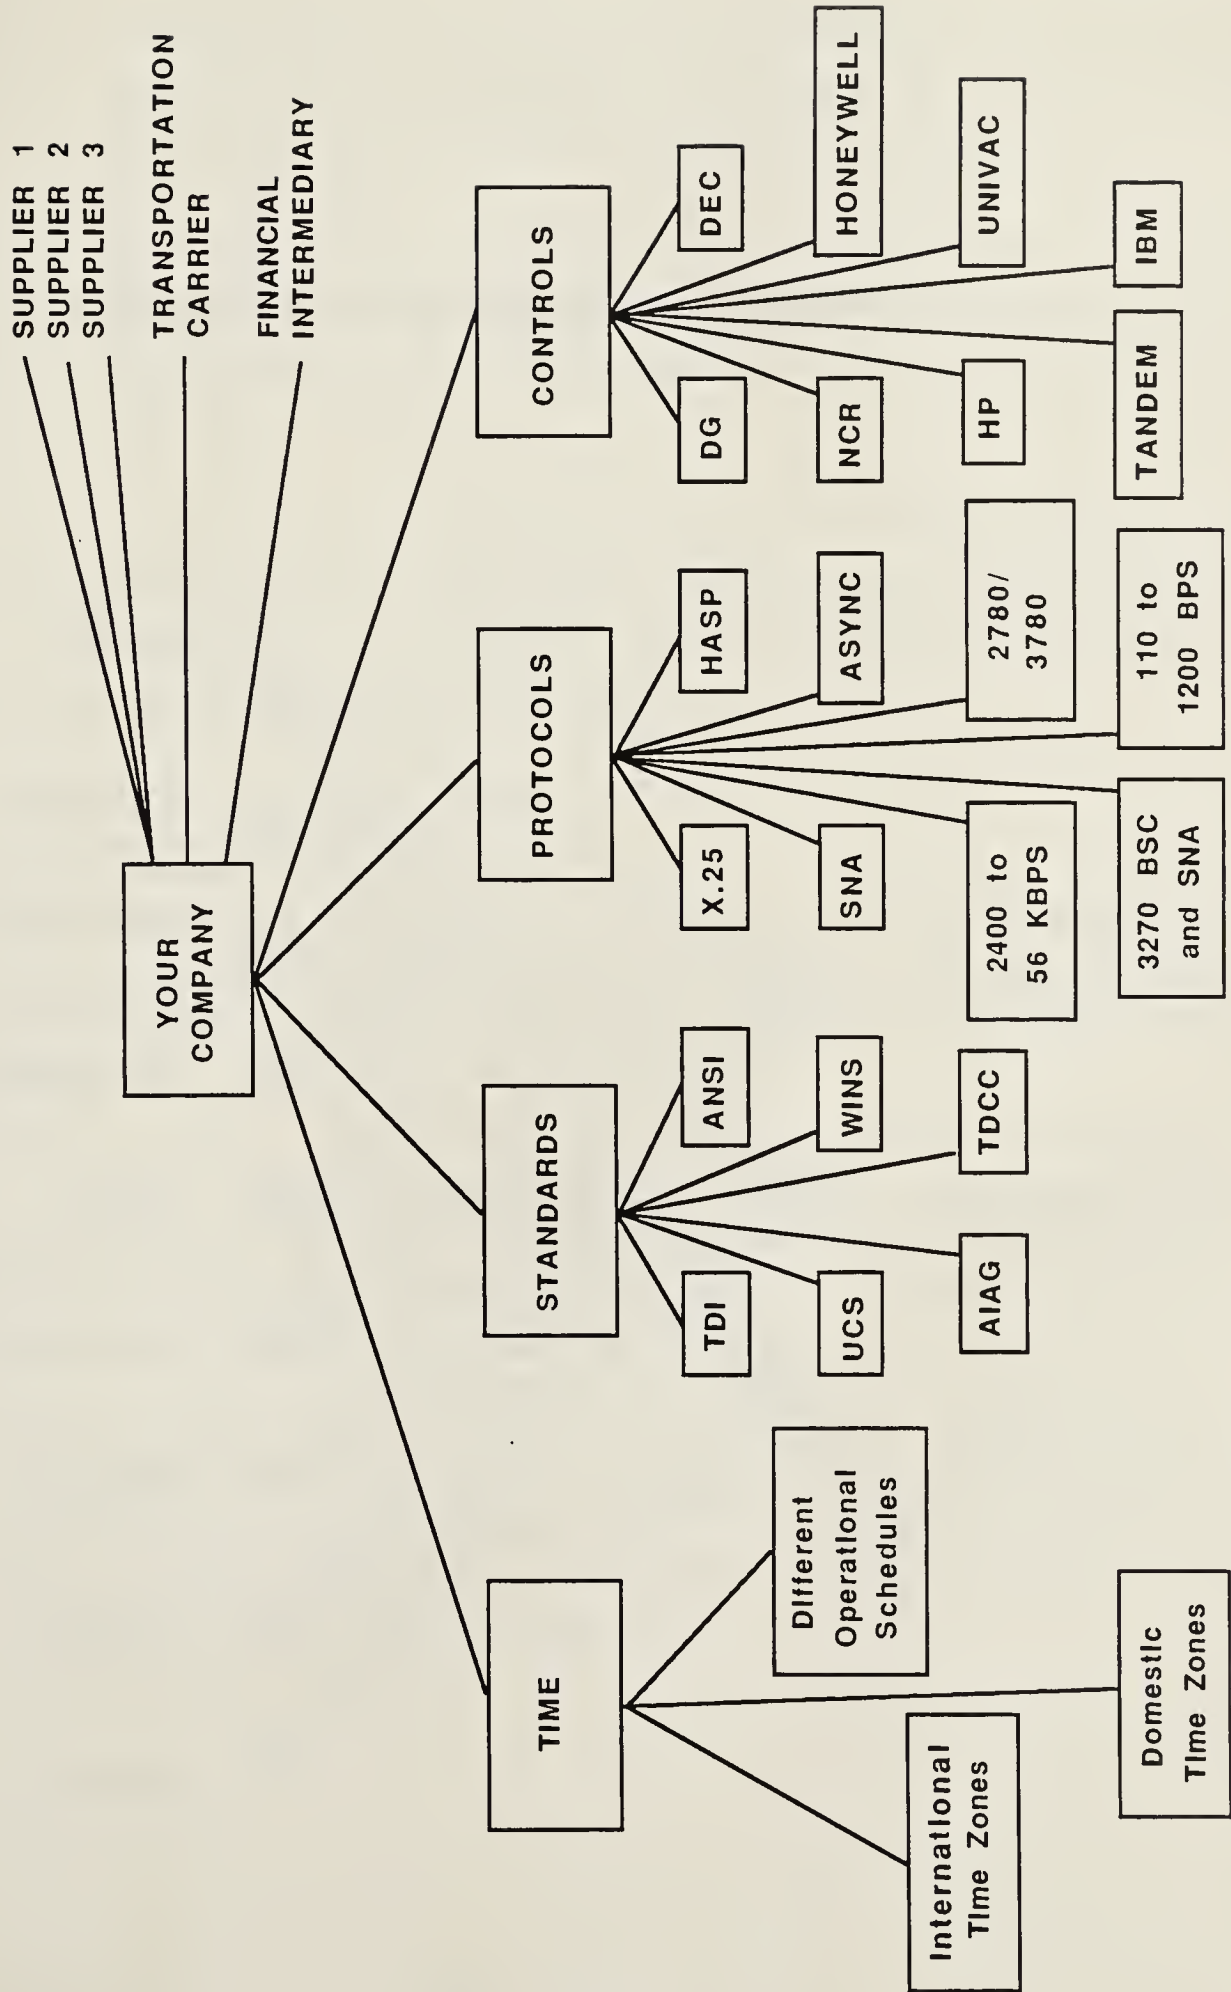 SUPPLIER 1
SUPPLIER 2
SUPPLIER 3
TRANSPORTATION
CARRIER
FINANCIAL
INTERMEDIARY
YOUR
COMPANY
TIME
STANDARDS
PROTOCOLS
CONTROLS
International
Time Zones
Domestic
Time Zones
Different
Operational
Schedules
TDI
ANSI
UCS
WINS
AIAG
TDCC
X.25
HASP
SNA
ASYNC
2400 to
56 KBPS
2780/
3780
3270 BSC
and SNA
110 to
1200 BPS
DG
DEC
NCR
HONEYWELL
HP
UNIVAC
TANDEM
IBM